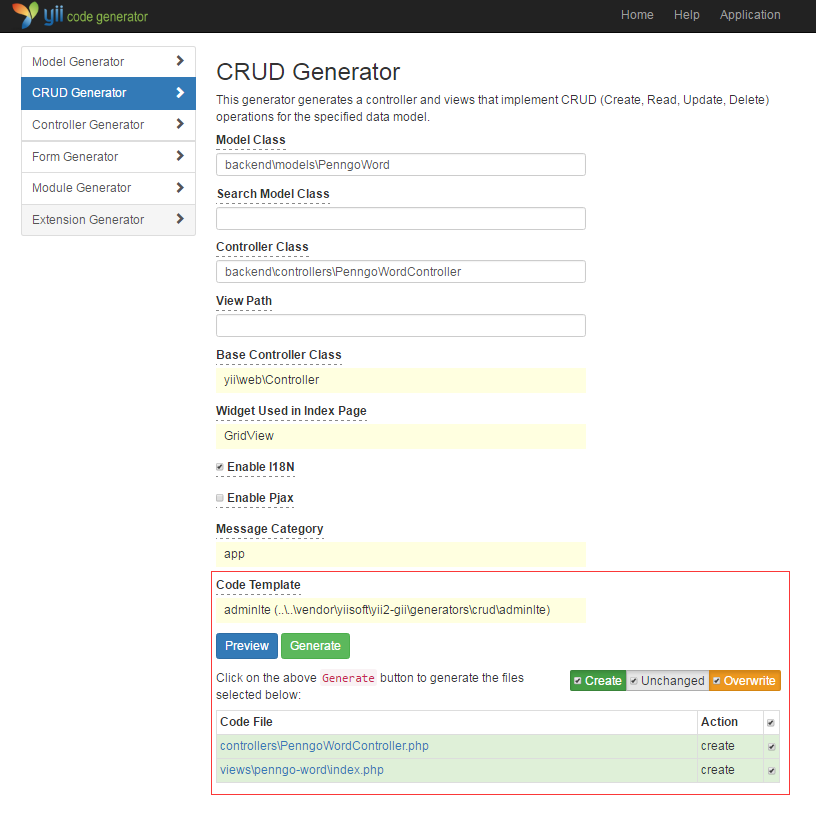 yii code generator
Home Help Application
Model Generator
CRUD Generator
Controller Generator
Form Generator
Module Generator
Extension Generator
CRUD Generator
This generator generates a controller and views that implement CRUD (Create, Read, Update, Delete)
operations for the specified data model.
Model Class
backend\models\PenngoWord
Search Model Class
Controller Class
backend\controllers\PenngoWordController
View Path
Base Controller Class
yii\web\Controller
Widget Used in Index Page
GridView
Enable I18N
Enable Pjax
Message Category
app
Code Template
adminlte (..\..\vendor\yiisoft\yii2-gii\generators\crud\adminlte)
Preview Generate
Click on the above Generate button to generate the files
selected below:
Create Unchanged Overwrite
Code File Action
controllers\PenngoWordController.php create
views\penngo-word\index.php create